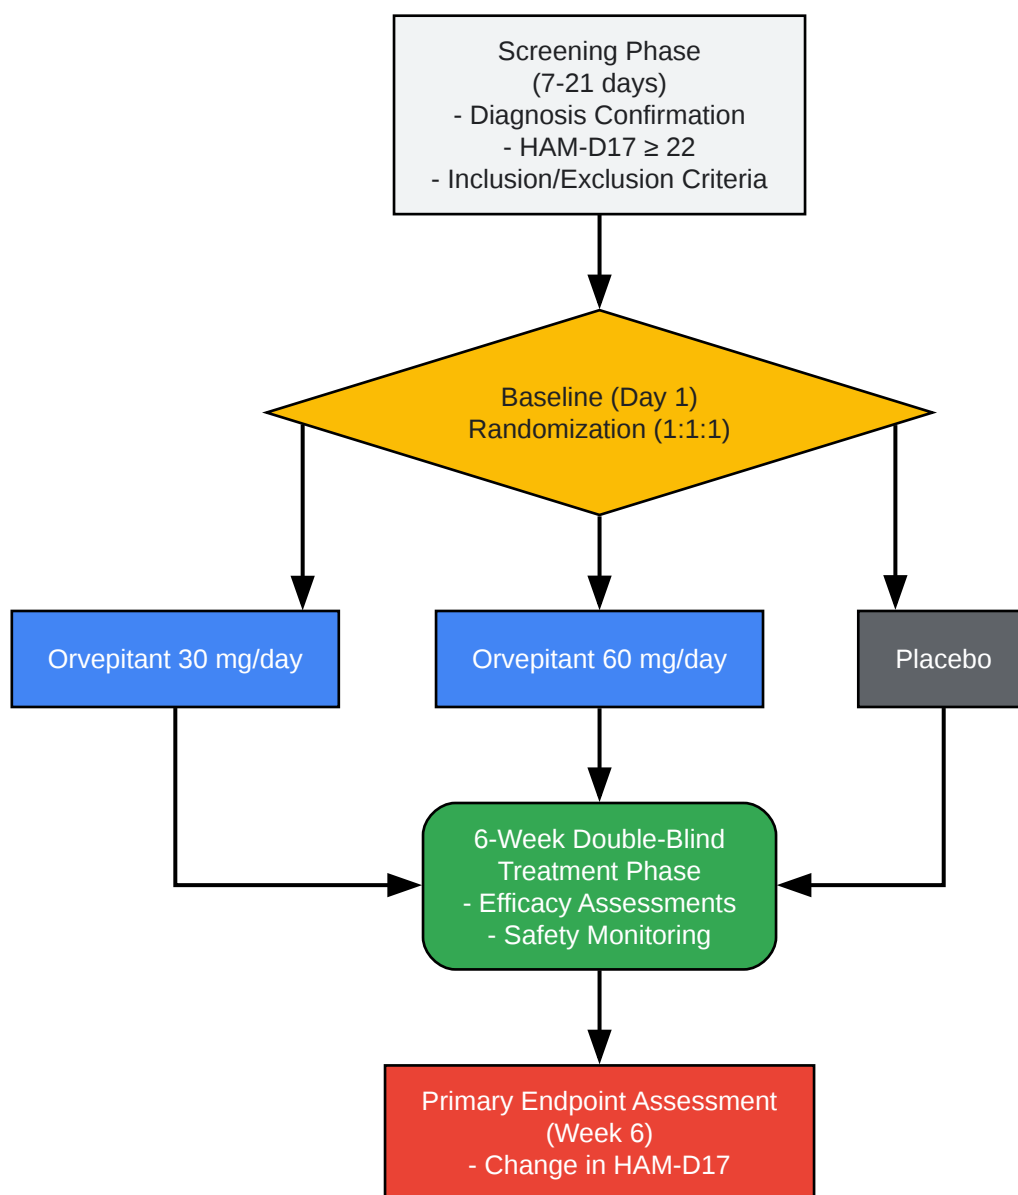 Screening Phase
(7-21 days)
- Diagnosis Confirmation
- HAM-D17 ≥ 22
- Inclusion/Exclusion Criteria
Baseline (Day 1)
Randomization (1:1:1)
Orvepitant 30 mg/day
Orvepitant 60 mg/day
Placebo
6-Week Double-Blind
Treatment Phase
- Efficacy Assessments
- Safety Monitoring
Primary Endpoint Assessment
(Week 6)
- Change in HAM-D17